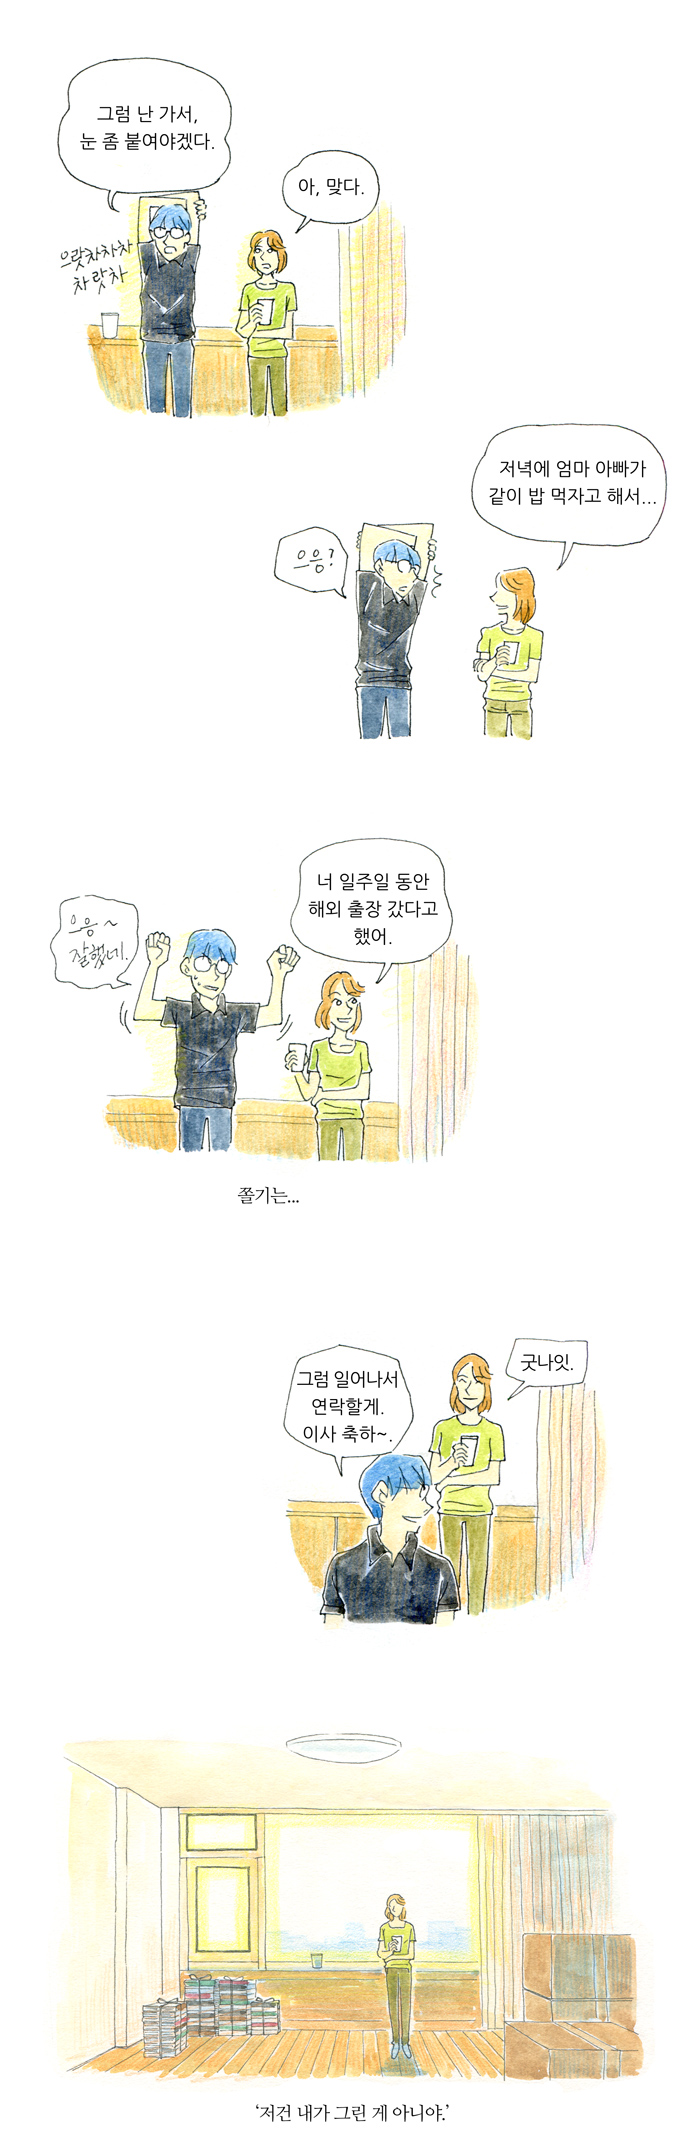 그럼 난 가서,
눈 좀 붙여야겠다.
아, 맞다.
으랏차차차
차랏차
저녁에 엄마 아빠가
같이 밥 먹자고 해서...
으응?
너 일주일 동안
해외 출장 갔다고
했어.
으응~
잘했네.
쫄기는...
굿나잇.
그럼 일어나서
연락할게.
이사 축하~.
‘저건 내가 그린 게 아니야.’